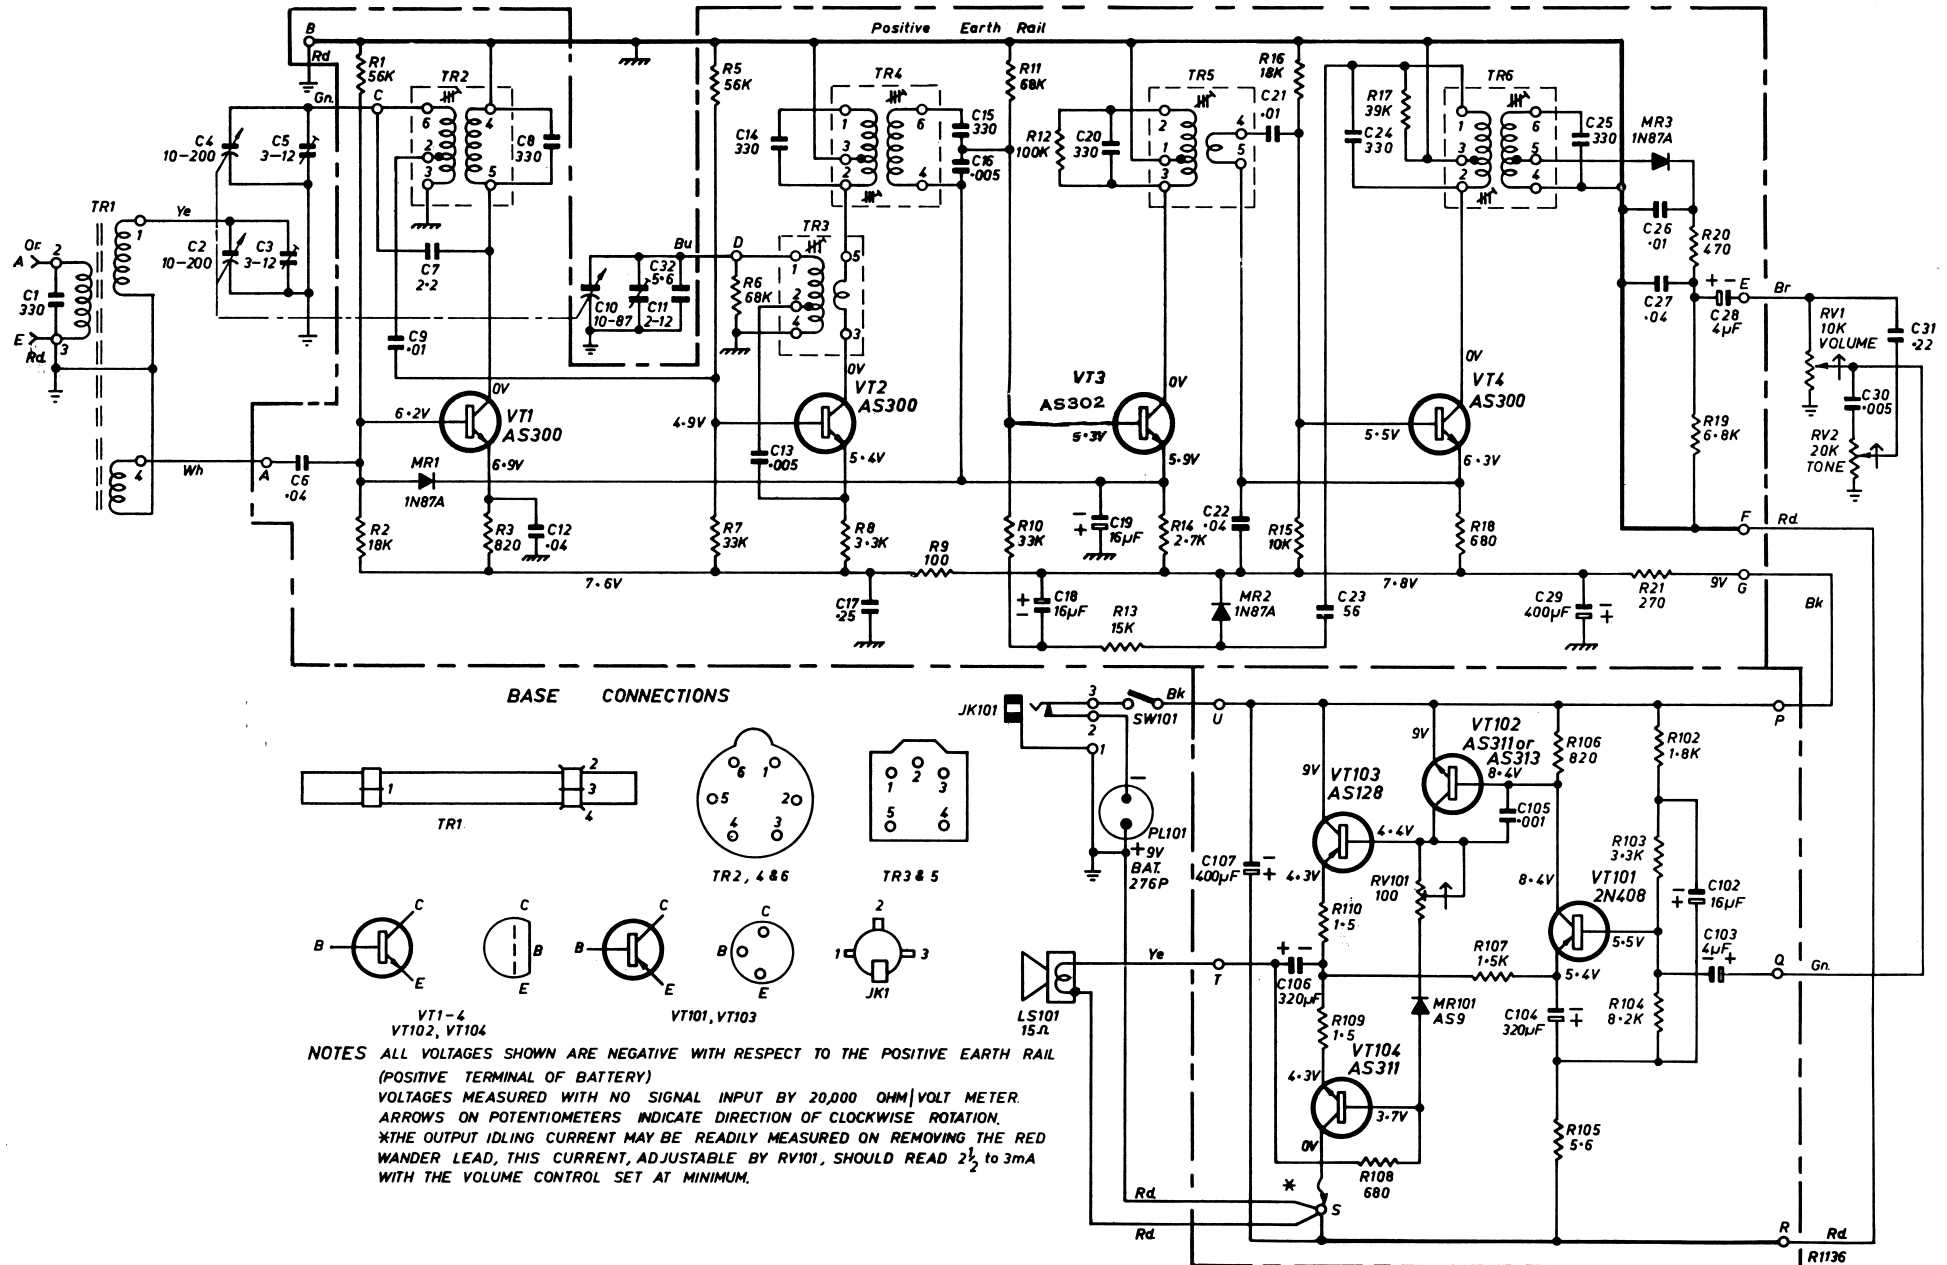 Positive Earth Rail
B
Rd
R1
56K
TR2
6
4
2
3
5
C8
330
R5
56K
TR4
C14
330
1
3
2
6
4
C15
330
C16
·005
R11
68K
R12
100K
C20
330
TR5
2
1
3
4
5
C21
·01
R16
18K
R17
39K
C24
330
TR6
1
3
2
6
5
4
C25
330
MR3
1N87A
C26
·01
R20
470
C27
·04
+ -
E
C28
4µF
Br
RV1
10K
VOLUME
C31
·22
C30
·005
RV2
20K
TONE
R19
6·8K
F
Rd
Gn.
C
C4
10-200
C5
3-12
TR1
Ye
1
C2
10-200
C3
3-12
Or
A
2
C1
330
E
Rd.
3
4
Wh
A
C6
·04
C7
2·2
C9
·01
Bu
D
C32
5·6
C10
10-87
C11
2-12
R6
68K
TR3
1
2
4
5
3
0V
VT1
AS300
6·2V
6·9V
MR1
1N87A
R2
18K
R3
820
C12
·04
4·9V
0V
VT2
AS300
5·4V
C13
·005
R7
33K
R8
3·3K
VT3
AS302
0V
5·3V
5·9V
R10
33K
-
+
C19
16µF
R14
2·7K
C22
·04
R15
10K
0V
VT4
AS300
5·5V
6·3V
R18
680
7·6V
R9
100
C17
·25
+
-
C18
16µF
R13
15K
MR2
1N87A
C23
56
7·8V
C29
400µF
-
+
R21
270
9V
G
Bk
BASE CONNECTIONS
1
2
3
4
TR1
6
1
5
2
4
3
TR2, 4 & 6
1
2
3
5
4
TR3 & 5
B
C
E
B
E
VT1-4
VT102, VT104
B
C
E
C
B
E
VT101, VT103
2
1
3
JK1
JK101
3
2
1
SW101
Bk
U
-
PL101
+
9V
BAT.
276P
C107
400µF
-
+
9V
VT103
AS128
4·4V
4·3V
9V
VT102
AS311 or
AS313
8·4V
C105
·001
R106
820
R102
1·8K
P
R103
3·3K
RV101
100
8·4V
VT101
2N408
5·5V
5·4V
C102
16µF
-
+
C103
4µF
- +
Q
Gn.
R110
1·5
LS101
15Ω
Ye
T
+ -
C106
320µF
R107
1·5K
R109
1·5
MR101
AS9
C104
320µF
-
+
R104
8·2K
VT104
AS311
4·3V
3·7V
0V
R108
680
R105
5·6
*
S
Rd.
Rd.
R
Rd.
R1136
NOTES ALL VOLTAGES SHOWN ARE NEGATIVE WITH RESPECT TO THE POSITIVE EARTH RAIL
(POSITIVE TERMINAL OF BATTERY)
VOLTAGES MEASURED WITH NO SIGNAL INPUT BY 20,000 OHM/VOLT METER.
ARROWS ON POTENTIOMETERS INDICATE DIRECTION OF CLOCKWISE ROTATION.
*THE OUTPUT IDLING CURRENT MAY BE READILY MEASURED ON REMOVING THE RED
WANDER LEAD, THIS CURRENT, ADJUSTABLE BY RV101, SHOULD READ 2½ to 3mA
WITH THE VOLUME CONTROL SET AT MINIMUM.